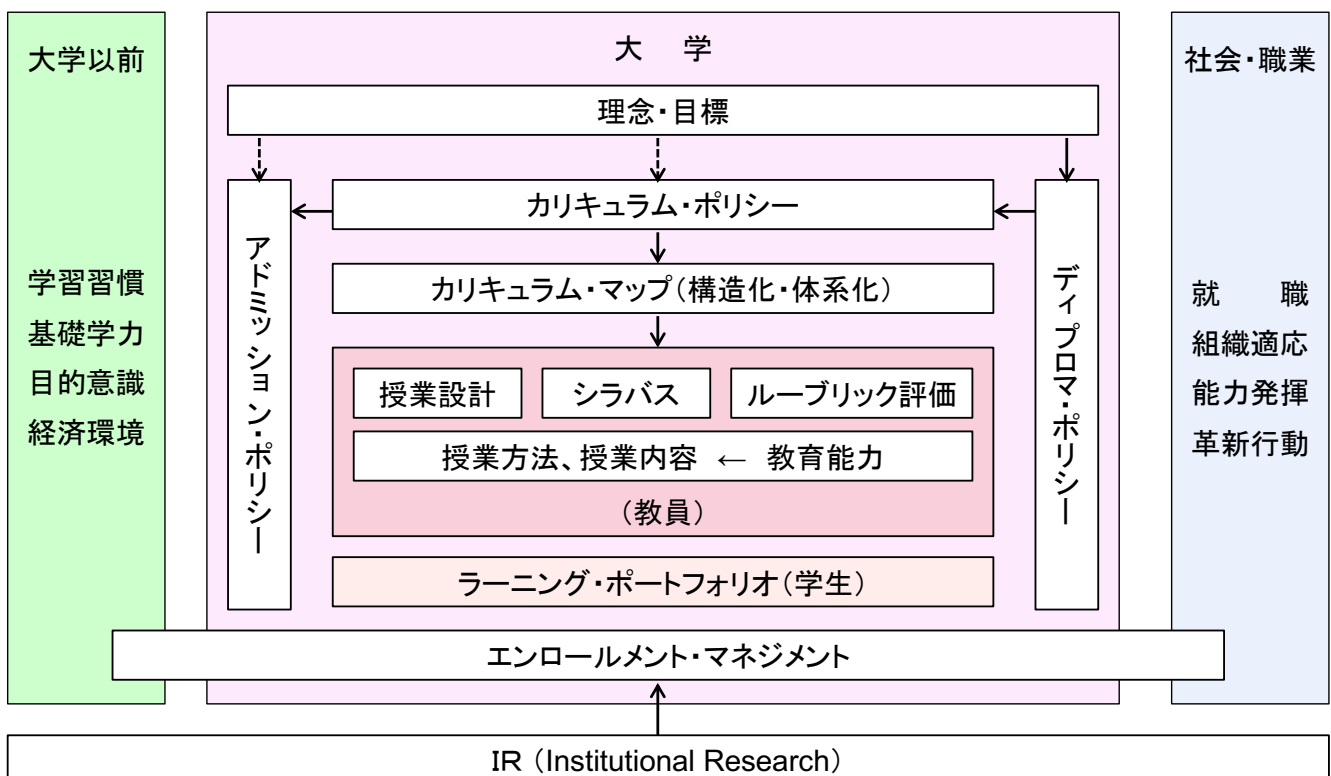 大学以前
学習習慣
基礎学力
目的意識
経済環境
大　学
理念・目標
アドミッション・ポリシー
カリキュラム・ポリシー
カリキュラム・マップ（構造化・体系化）
授業設計
シラバス
ルーブリック評価
授業方法、授業内容 ← 教育能力
（教員）
ラーニング・ポートフォリオ（学生）
ディプロマ・ポリシー
社会・職業
就　職
組織適応
能力発揮
革新行動
エンロールメント・マネジメント
IR（Institutional Research）